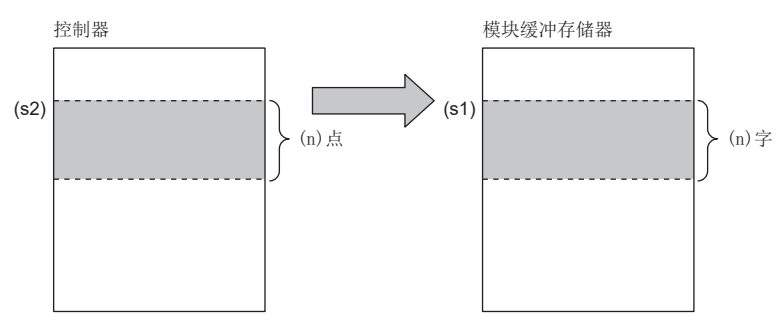 控制器
模块缓冲存储器
(s2)
(s1)
(n)点
(n)字